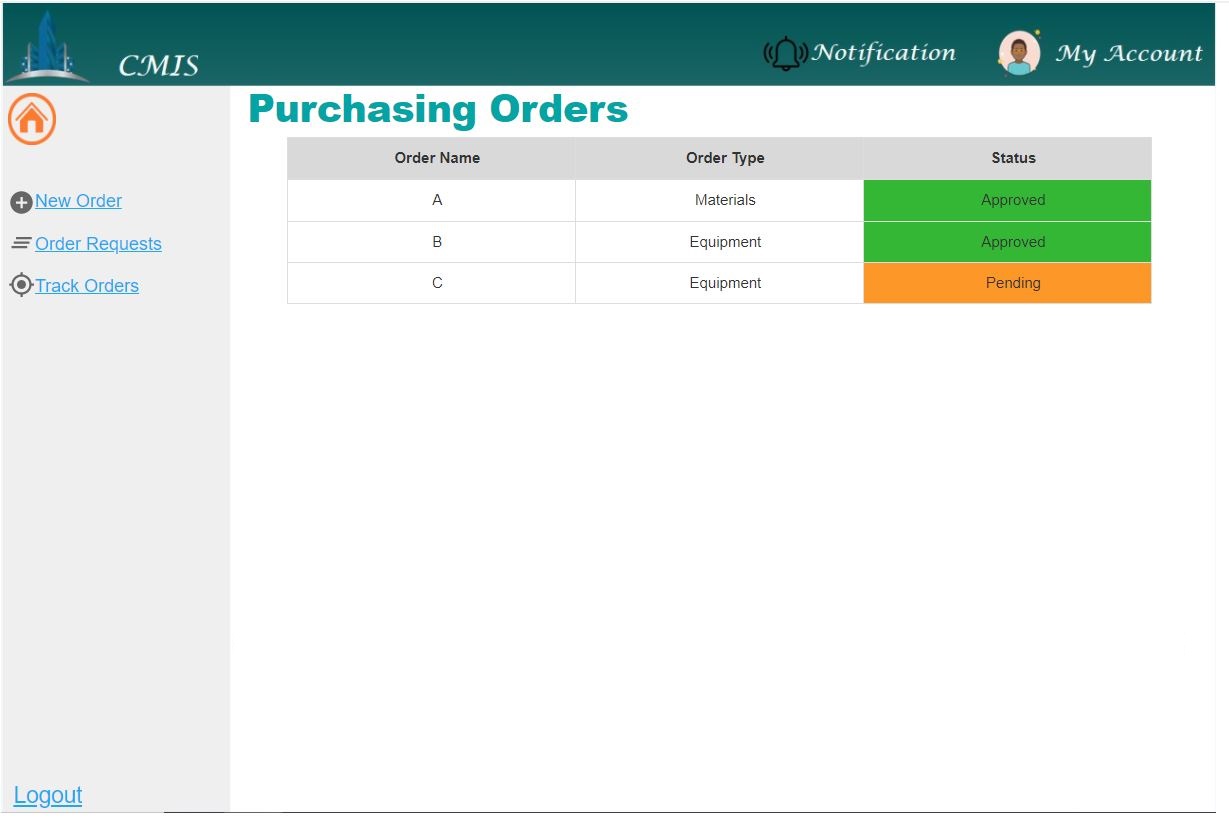 CMIS
Notification
My Account
Purchasing Orders
Order Name Order Type Status
A Materials Approved
B Equipment Approved
C Equipment Pending
New Order
Order Requests
Track Orders
Logout